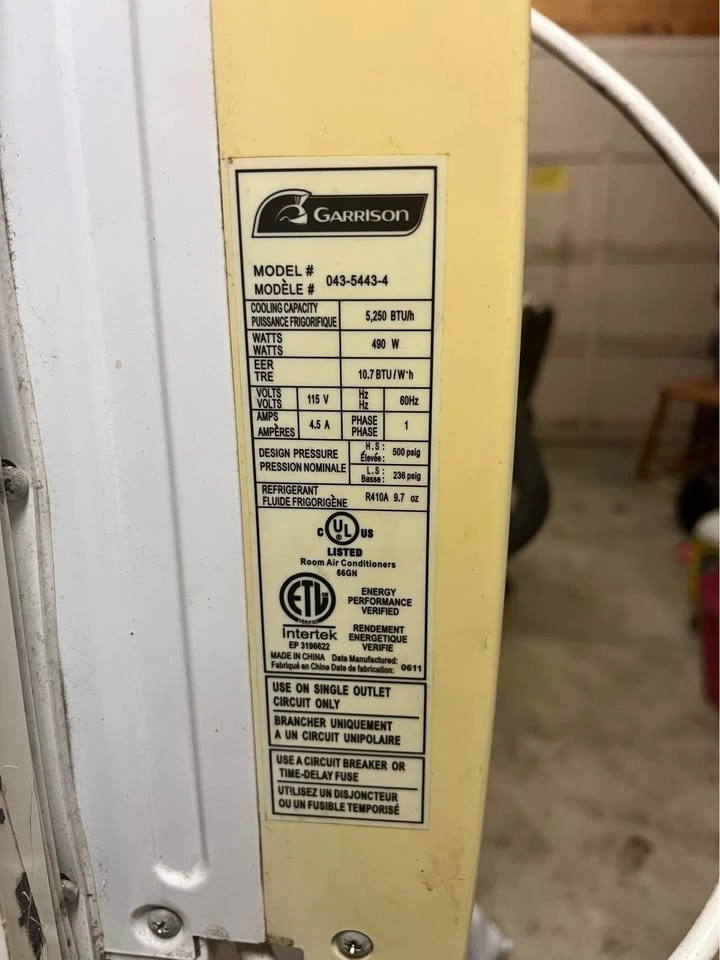 GARRISON
MODEL #
MODÈLE # 043-5443-4
COOLING CAPACITY
PUISSANCE FRIGORIFIQUE 5,250 BTU/h
WATTS
WATTS 490 W
EER
TRE 10.7 BTU/W·h
VOLTS
VOLTS 115 V Hz
Hz 60Hz
AMPS
AMPÈRES 4.5 A PHASE
PHASE 1
DESIGN PRESSURE
PRESSION NOMINALE
H.S:
Élevée: 500 psig
L.S:
Basse: 236 psig
REFRIGERANT
FLUIDE FRIGORIGÈNE R410A 9.7 oz
C UL US
LISTED
Room Air Conditioners
66GN
ETL
VERIFIED
Intertek
EP 3196622
ENERGY
PERFORMANCE
VERIFIED
RENDEMENT
ENERGETIQUE
VERIFIE
MADE IN CHINA Date Manufactured:
Fabriqué en Chine Date de fabrication: 0611
USE ON SINGLE OUTLET
CIRCUIT ONLY
BRANCHER UNIQUEMENT
A UN CIRCUIT UNIPOLAIRE
USE A CIRCUIT BREAKER OR
TIME-DELAY FUSE
UTILISEZ UN DISJONCTEUR
OU UN FUSIBLE TEMPORISÉ